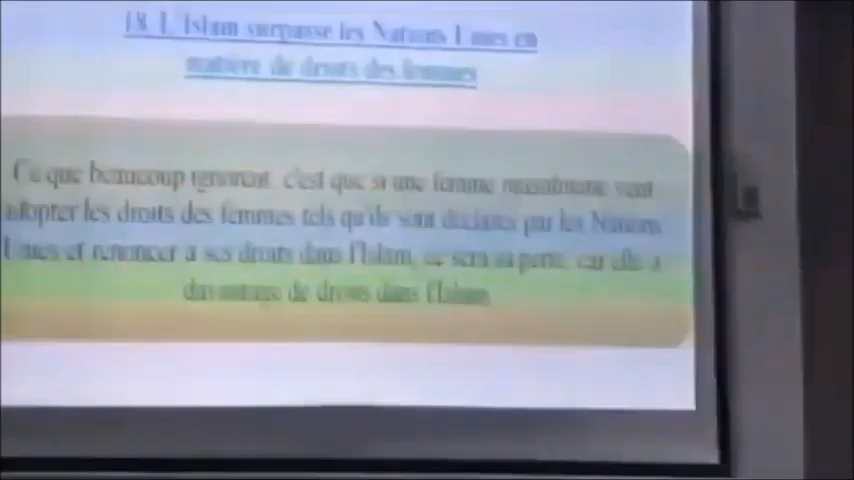 18. L'Islam surpasse les Nations Unies en
matière de droits des femmes
Ce que beaucoup ignorent, c'est que si une femme musulmane veut
adopter les droits des femmes tels qu'ils sont déclarés par les Nations
Unies et renoncer à ses droits dans l'Islam, ce sera sa perte, car elle a
davantage de droits dans l'Islam.